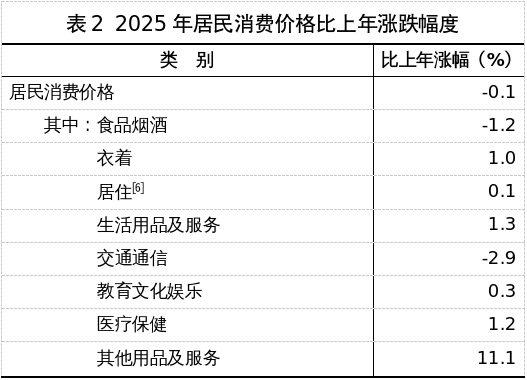 表 2 2025 年居民消费价格比上年涨跌幅度
类 别 比上年涨幅（%）
居民消费价格 -0.1
其中：食品烟酒 -1.2
衣着 1.0
居住[6] 0.1
生活用品及服务 1.3
交通通信 -2.9
教育文化娱乐 0.3
医疗保健 1.2
其他用品及服务 11.1